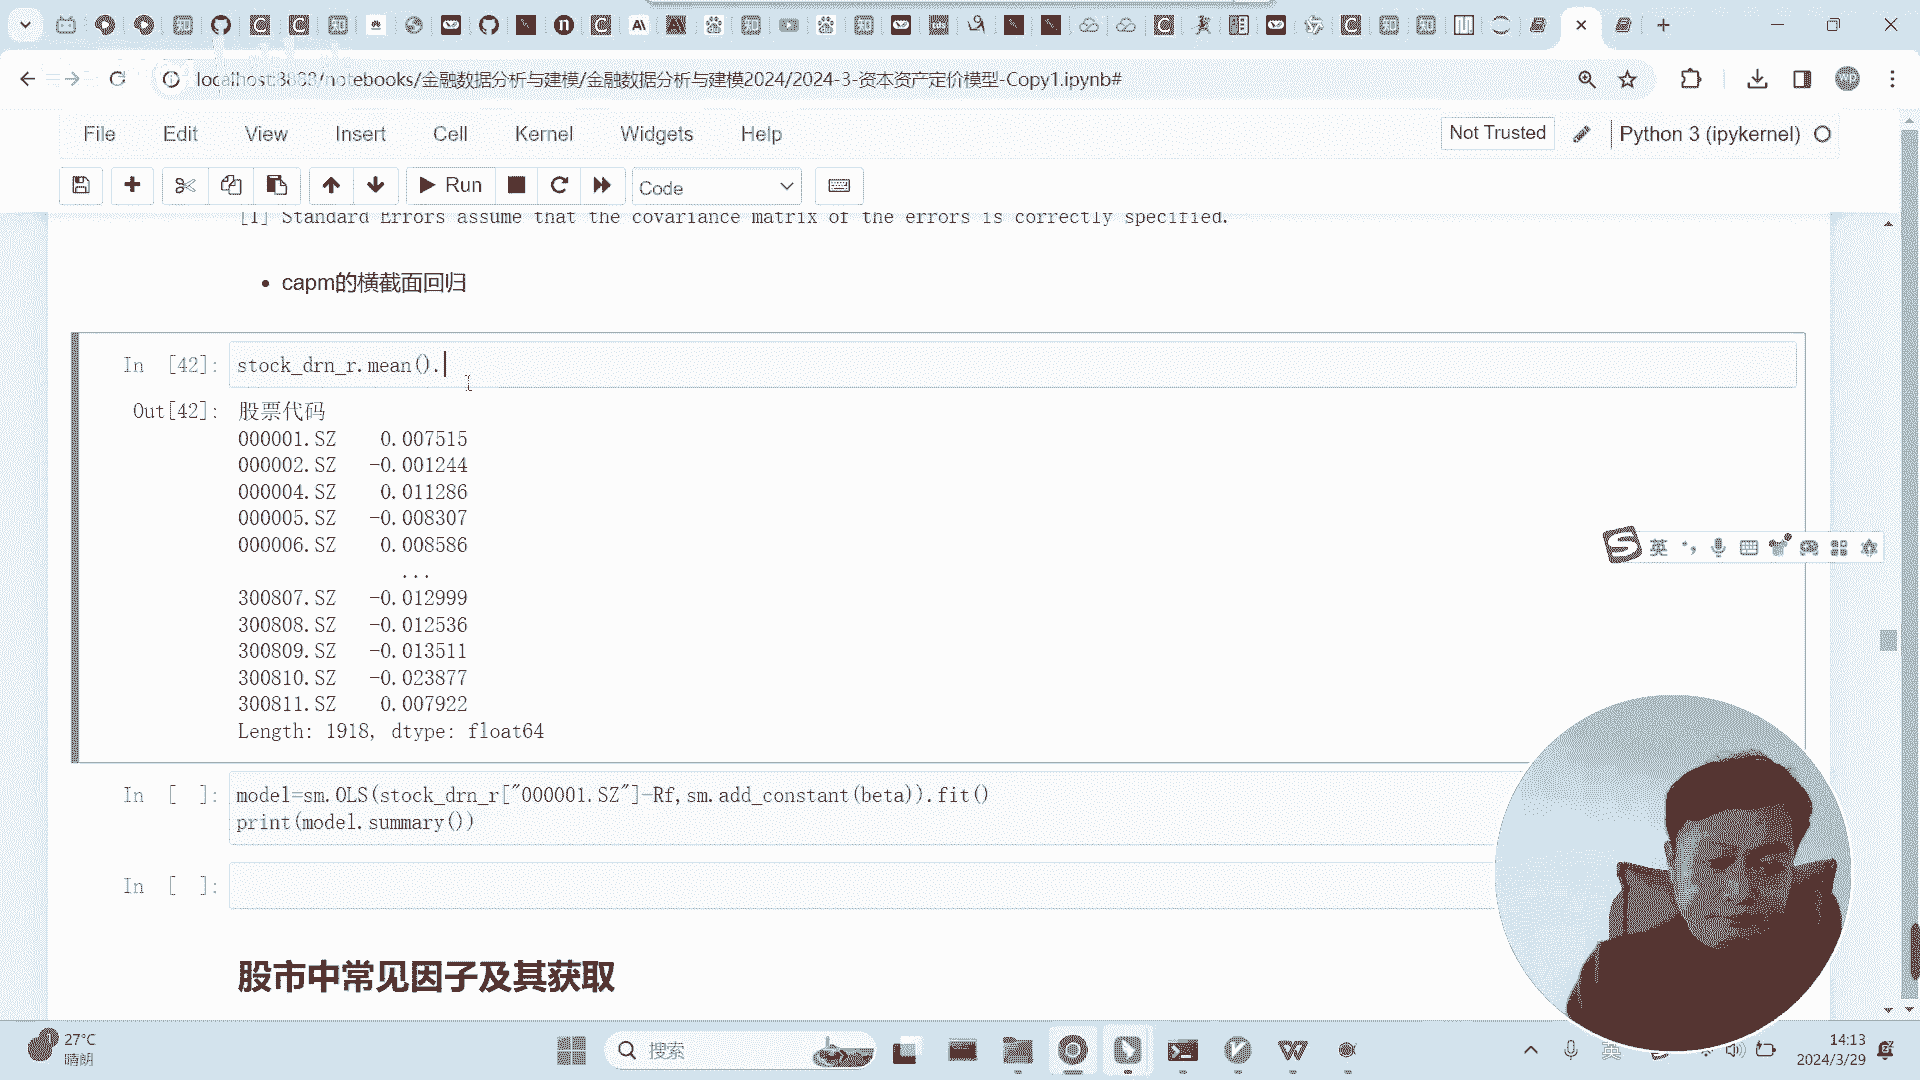 localhost:8888/notebooks/金融数据分析与建模/金融数据分析与建模2024/2024-3-资本资产定价模型-Copy1.ipynb#
File Edit View Insert Cell Kernel Widgets Help
Not Trusted
Python 3 (ipykernel)
Run
Code
[1] Standard Errors assume that the covariance matrix of the errors is correctly specified.
capm的横截面回归
In [42]: stock_drn_r.mean().
Out[42]: 股票代码
000001.SZ 0.007515
000002.SZ -0.001244
000004.SZ 0.011286
000005.SZ -0.008307
000006.SZ 0.008586
...
300807.SZ -0.012999
300808.SZ -0.012536
300809.SZ -0.013511
300810.SZ -0.023877
300811.SZ 0.007922
Length: 1918, dtype: float64
英
In [ ]: model=sm.OLS(stock_drn_r["000001.SZ"]-Rf,sm.add_constant(beta)).fit()
print(model.summary())
In [ ]:
股市中常见因子及其获取
27°C
晴朗
搜索
英
14:13
2024/3/29